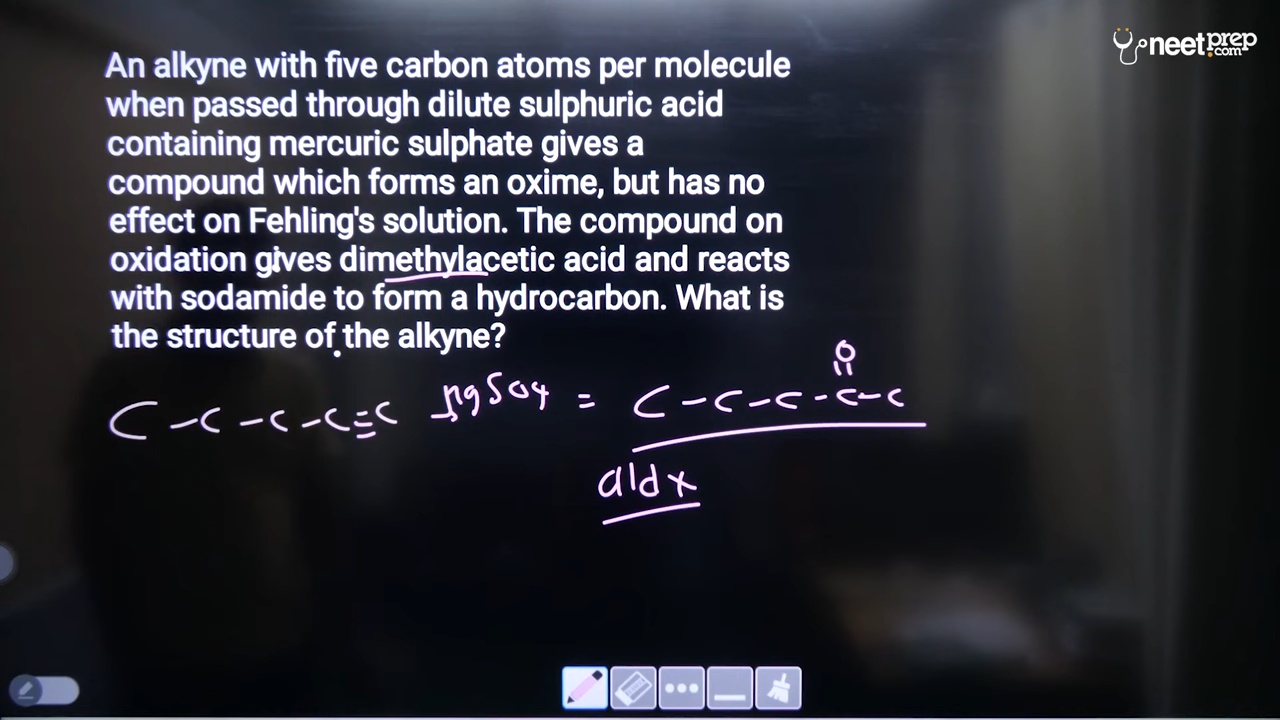 neetprep
.com
An alkyne with five carbon atoms per molecule
when passed through dilute sulphuric acid
containing mercuric sulphate gives a
compound which forms an oxime, but has no
effect on Fehling's solution. The compound on
oxidation gives dimethylacetic acid and reacts
with sodamide to form a hydrocarbon. What is
the structure of the alkyne?
O
C - C - C - C ≡ C HgSO4 = C - C - C - C - C
ald x